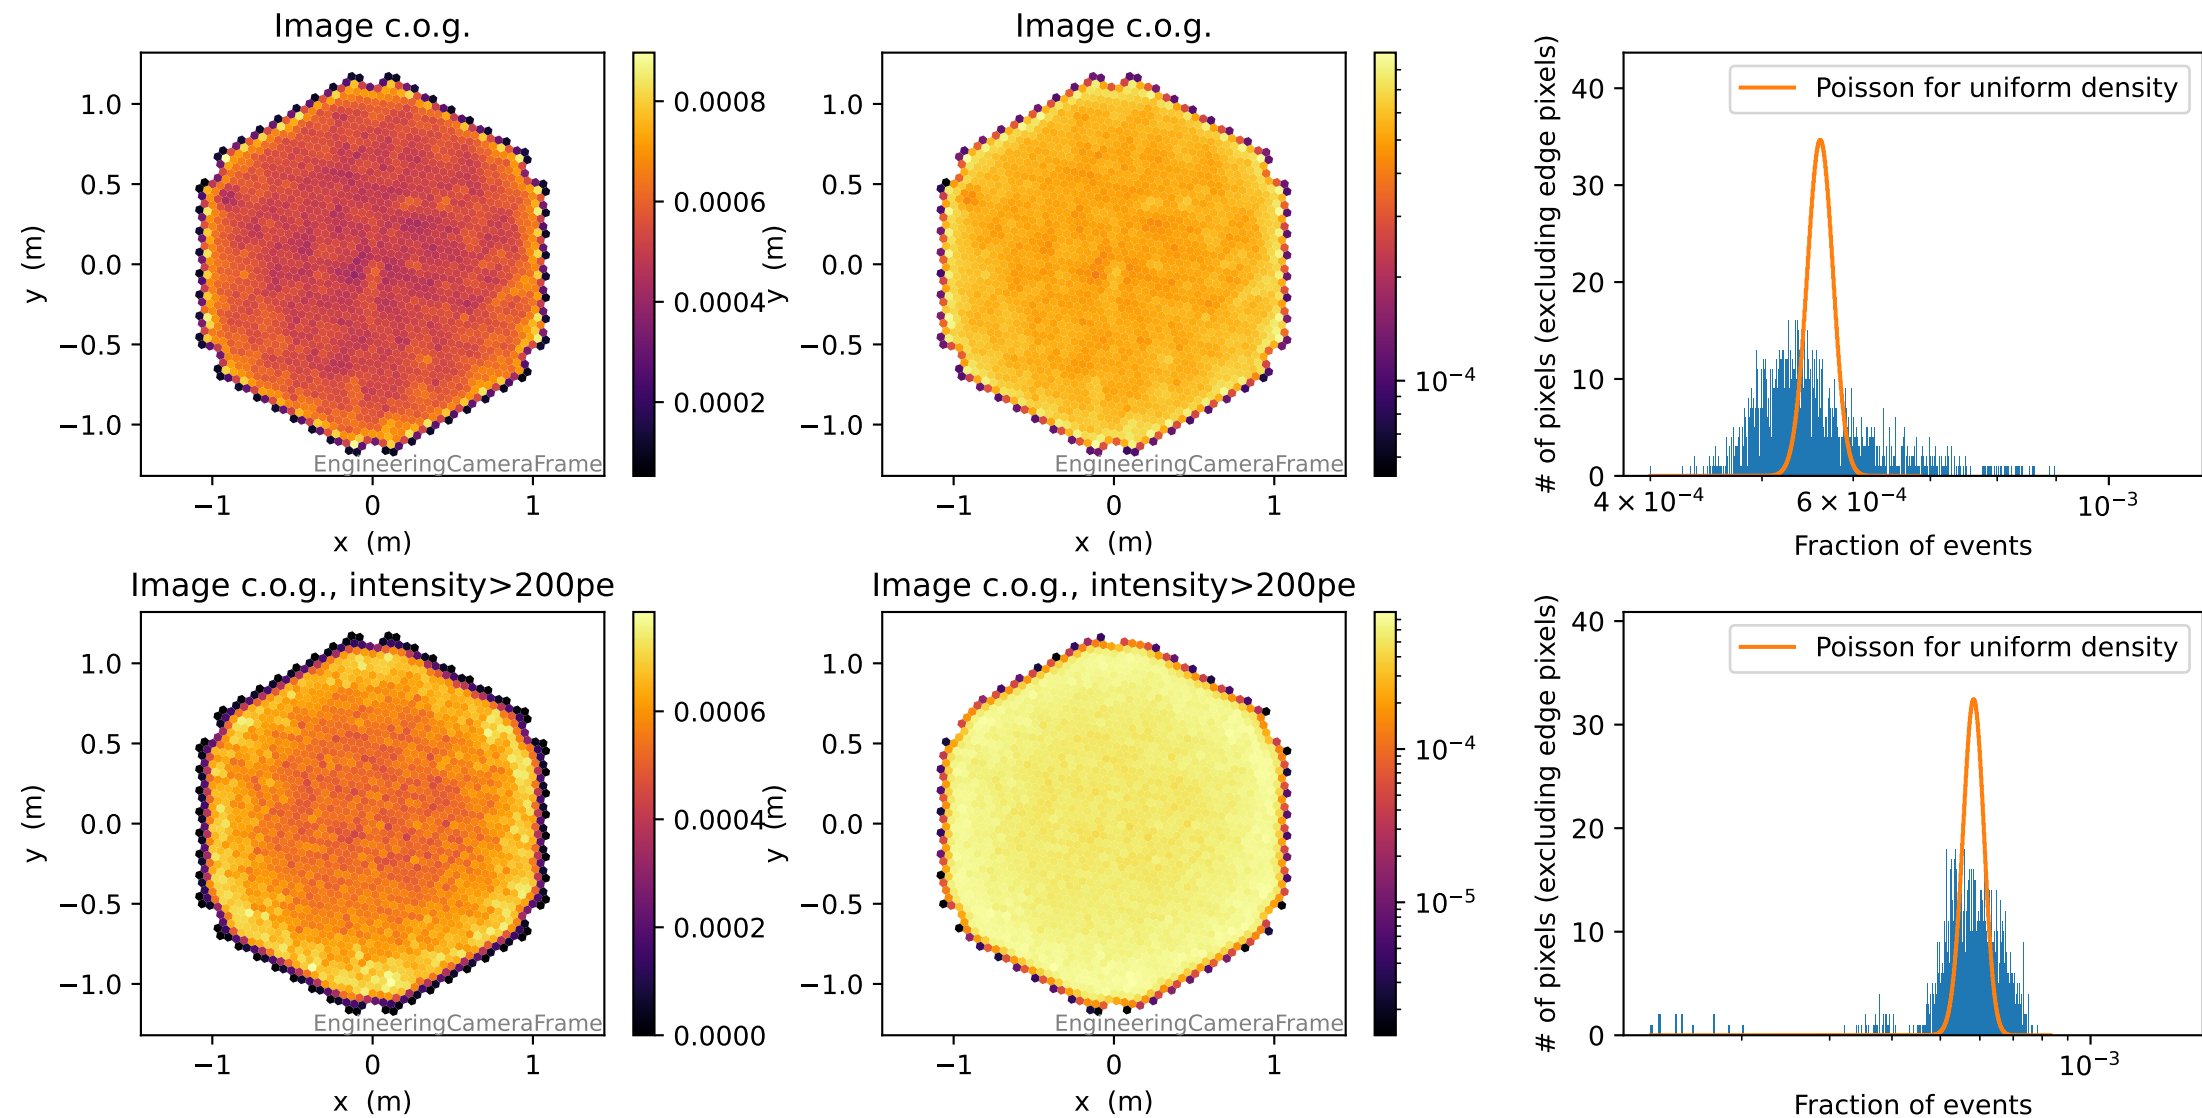 Image c.o.g.
1.0
0.5
0.0
−0.5
−1.0
y (m)
−1 0 1
x (m)
EngineeringCameraFrame
0.0008
0.0006
0.0004
0.0002
Image c.o.g.
1.0
0.5
0.0
−0.5
−1.0
y (m)
−1 0 1
x (m)
EngineeringCameraFrame
10⁻⁴
# of pixels (excluding edge pixels)
40
30
20
10
0
Poisson for uniform density
4 × 10⁻⁴ 6 × 10⁻⁴ 10⁻³
Fraction of events
Image c.o.g., intensity>200pe
1.0
0.5
0.0
−0.5
−1.0
y (m)
−1 0 1
x (m)
EngineeringCameraFrame
0.0006
0.0004
0.0002
0.0000
Image c.o.g., intensity>200pe
1.0
0.5
0.0
−0.5
−1.0
y (m)
−1 0 1
x (m)
EngineeringCameraFrame
10⁻⁴
10⁻⁵
# of pixels (excluding edge pixels)
40
30
20
10
0
Poisson for uniform density
10⁻³
Fraction of events